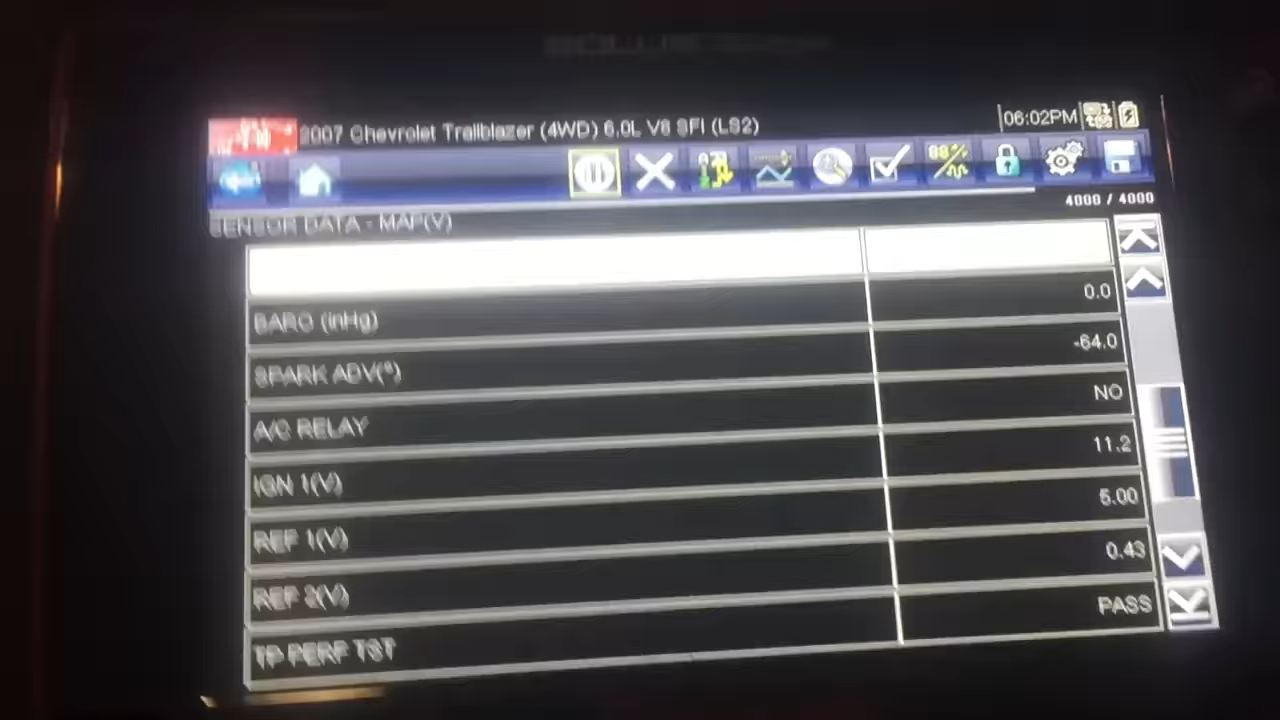 2007 Chevrolet Trailblazer (4WD) 6.0L V8 SFI (LS2)
06:02PM
4000 / 4000
SENSOR DATA - MAP(V)
BARO (inHg) 0.0
SPARK ADV(°) -64.0
A/C RELAY NO
IGN 1(V) 11.2
REF 1(V) 5.00
REF 2(V) 0.43
TP PERF TST PASS